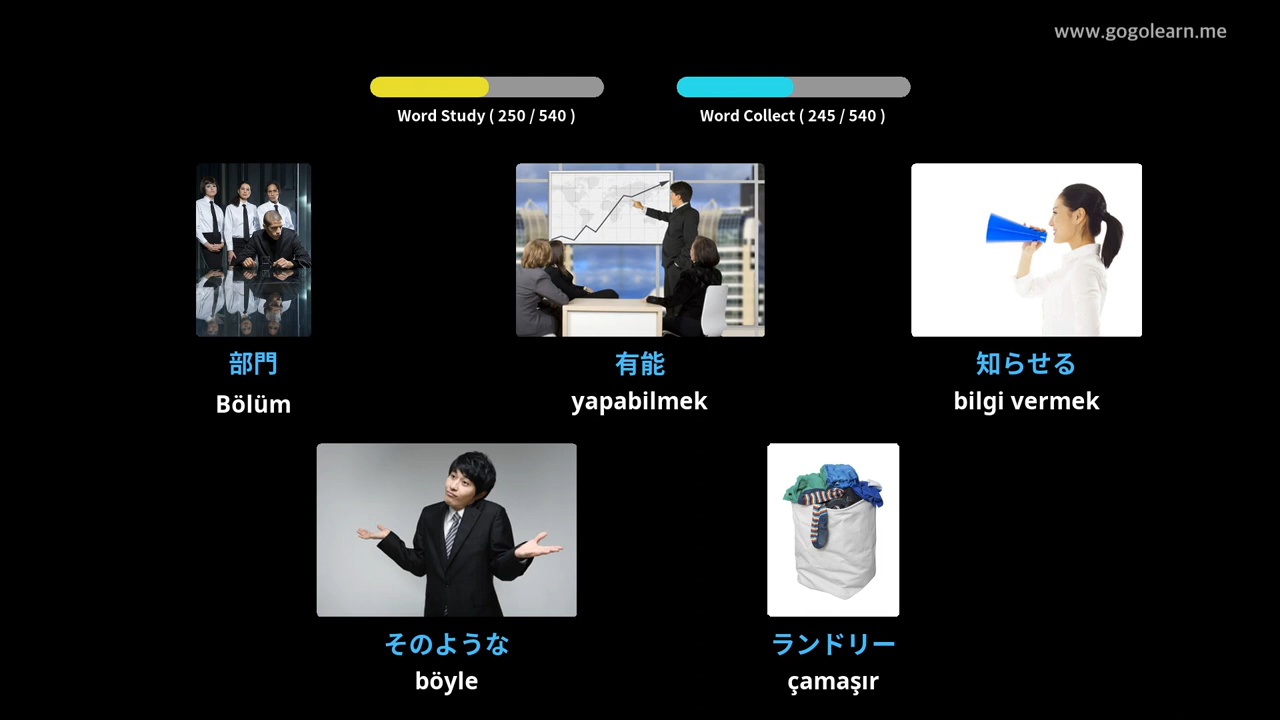 www.gogolearn.me
Word Study ( 250 / 540 )
Word Collect ( 245 / 540 )
部門
Bölüm
有能
yapabilmek
知らせる
bilgi vermek
そのような
böyle
ランドリー
çamaşır